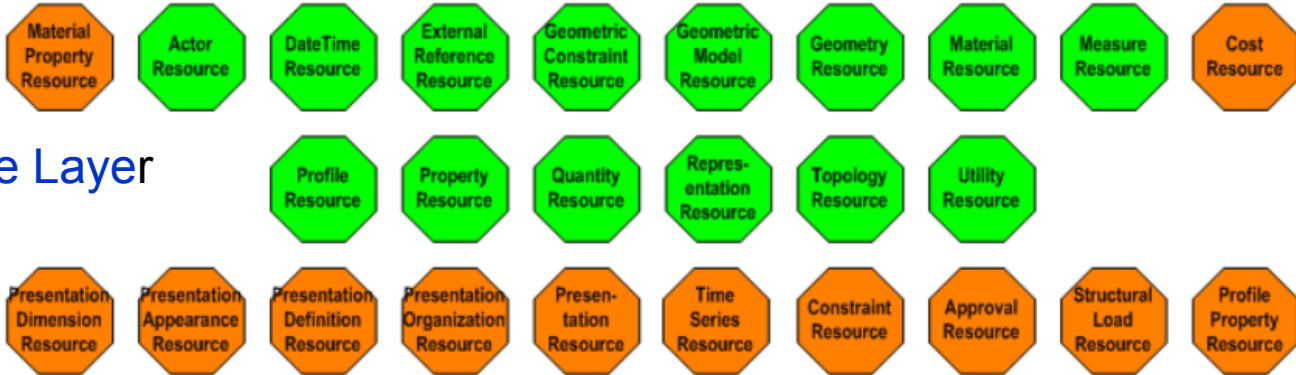 Material
Property
Resource
Actor
Resource
DateTime
Resource
External
Reference
Resource
Geometric
Constraint
Resource
Geometric
Model
Resource
Geometry
Resource
Material
Resource
Measure
Resource
Cost
Resource
e Layer
Profile
Resource
Property
Resource
Quantity
Resource
Repres-
entation
Resource
Topology
Resource
Utility
Resource
Presentation
Dimension
Resource
Presentation
Appearance
Resource
Presentation
Definition
Resource
Presentation
Organization
Resource
Presen-
tation
Resource
Time
Series
Resource
Constraint
Resource
Approval
Resource
Structural
Load
Resource
Profile
Property
Resource